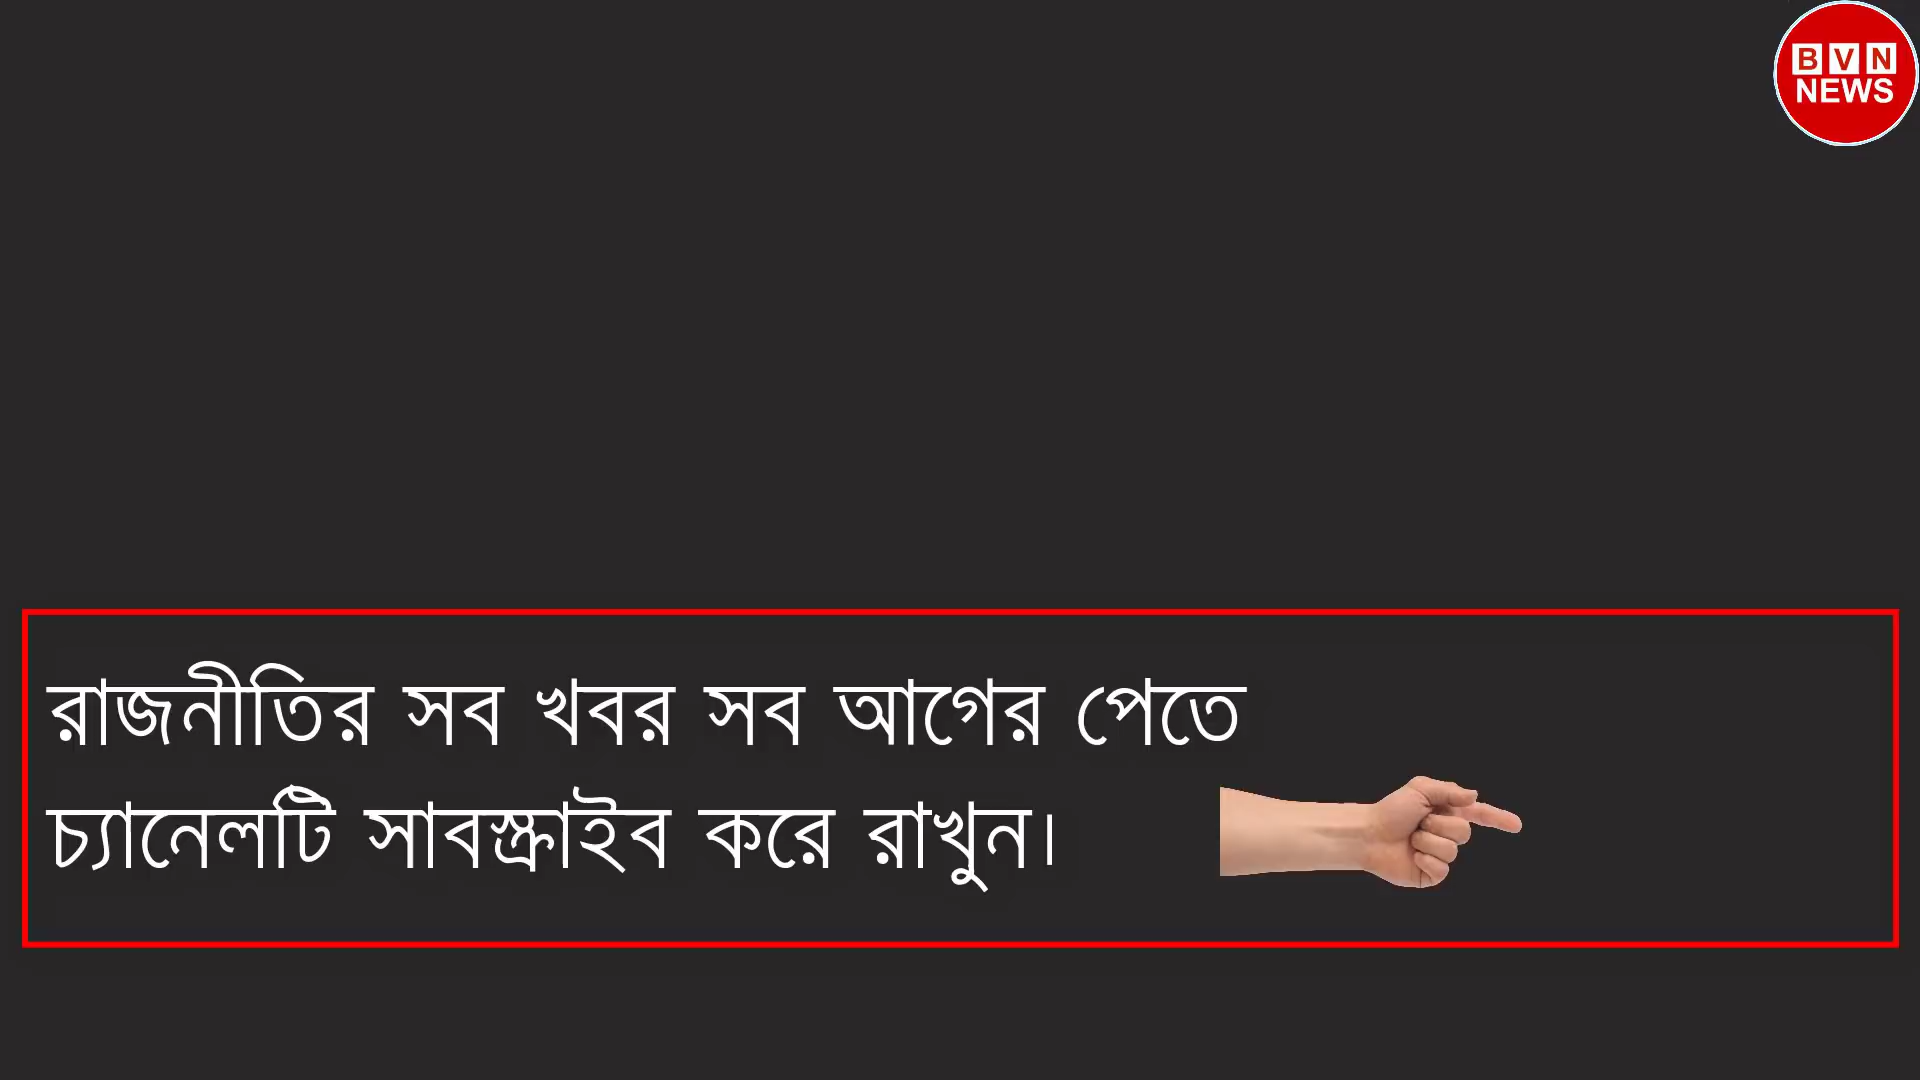 BVN
NEWS
রাজনীতির সব খবর সব আগের পেতে
চ্যানেলটি সাবস্ক্রাইব করে রাখুন।